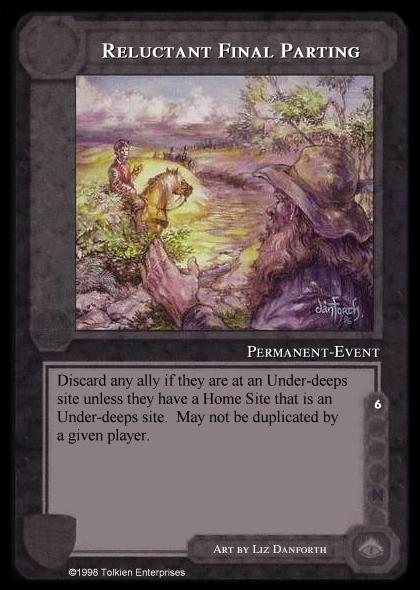 Reluctant Final Parting
Danforth
Permanent-Event
Discard any ally if they are at an Under-deeps
site unless they have a Home Site that is an
Under-deeps site. May not be duplicated by
a given player.
6
N
Art by Liz Danforth
©1998 Tolkien Enterprises